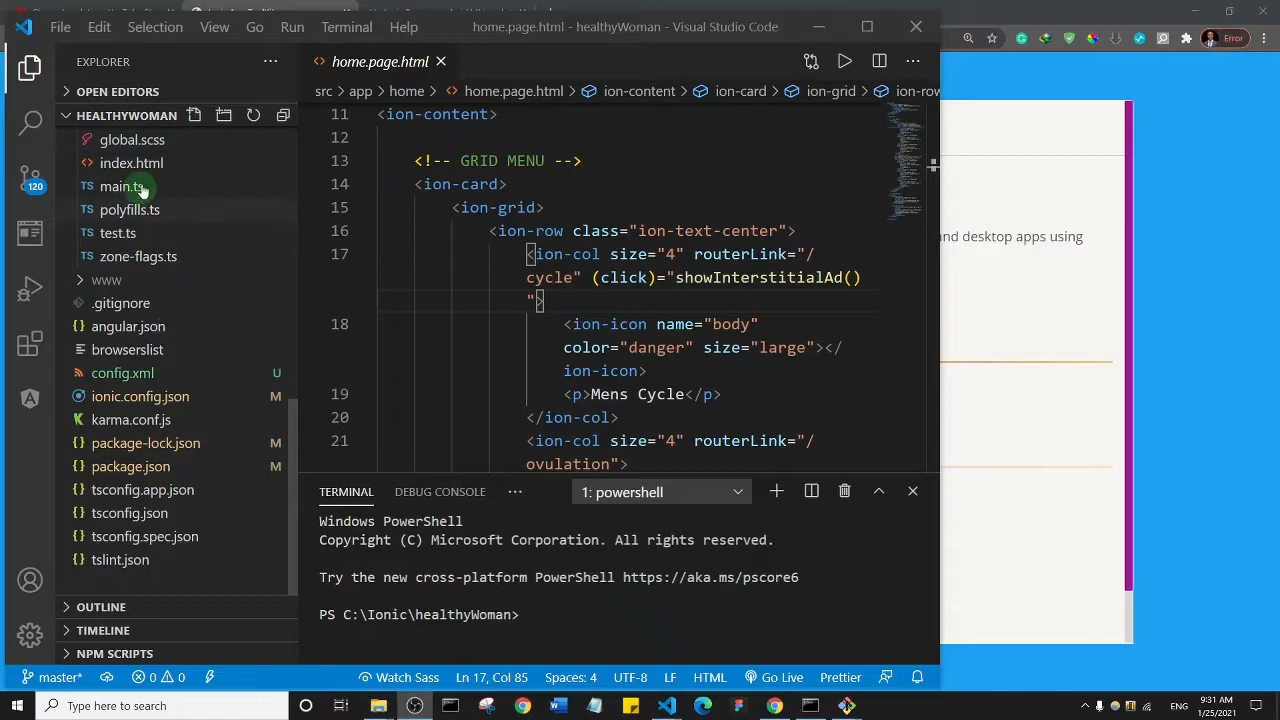 File Edit Selection View Go Run Terminal Help home.page.html - healthyWoman - Visual Studio Code
Error
EXPLORER
home.page.html
OPEN EDITORS
src app home home.page.html ion-content ion-card ion-grid ion-row
HEALTHYWOMAN
global.scss
index.html
TS main.ts
TS polyfills.ts
TS test.ts
TS zone-flags.ts
www
.gitignore
{} angular.json
browserslist
config.xml U
ionic.config.json M
karma.conf.js
{} package-lock.json M
{} package.json M
{} tsconfig.app.json
{} tsconfig.json
{} tsconfig.spec.json
{} tslint.json
OUTLINE
TIMELINE
NPM SCRIPTS
120
11 <ion-content>
12
13 <!-- GRID MENU -->
14 <ion-card>
15 <ion-grid>
16 <ion-row class="ion-text-center">
17 <ion-col size="4" routerLink="/
cycle" (click)="showInterstitialAd()
">
18 <ion-icon name="body"
color="danger" size="large"></
ion-icon>
19 <p>Mens Cycle</p>
20 </ion-col>
21 <ion-col size="4" routerLink="/
ovulation">
and desktop apps using
TERMINAL DEBUG CONSOLE ··· 1: powershell
Windows PowerShell
Copyright (C) Microsoft Corporation. All rights reserved.
Try the new cross-platform PowerShell https://aka.ms/pscore6
PS C:\Ionic\healthyWoman>
master* 0 0 Watch Sass Ln 17, Col 85 Spaces: 4 UTF-8 LF HTML Go Live Prettier
Type here to search
9:31 AM
1/25/2021